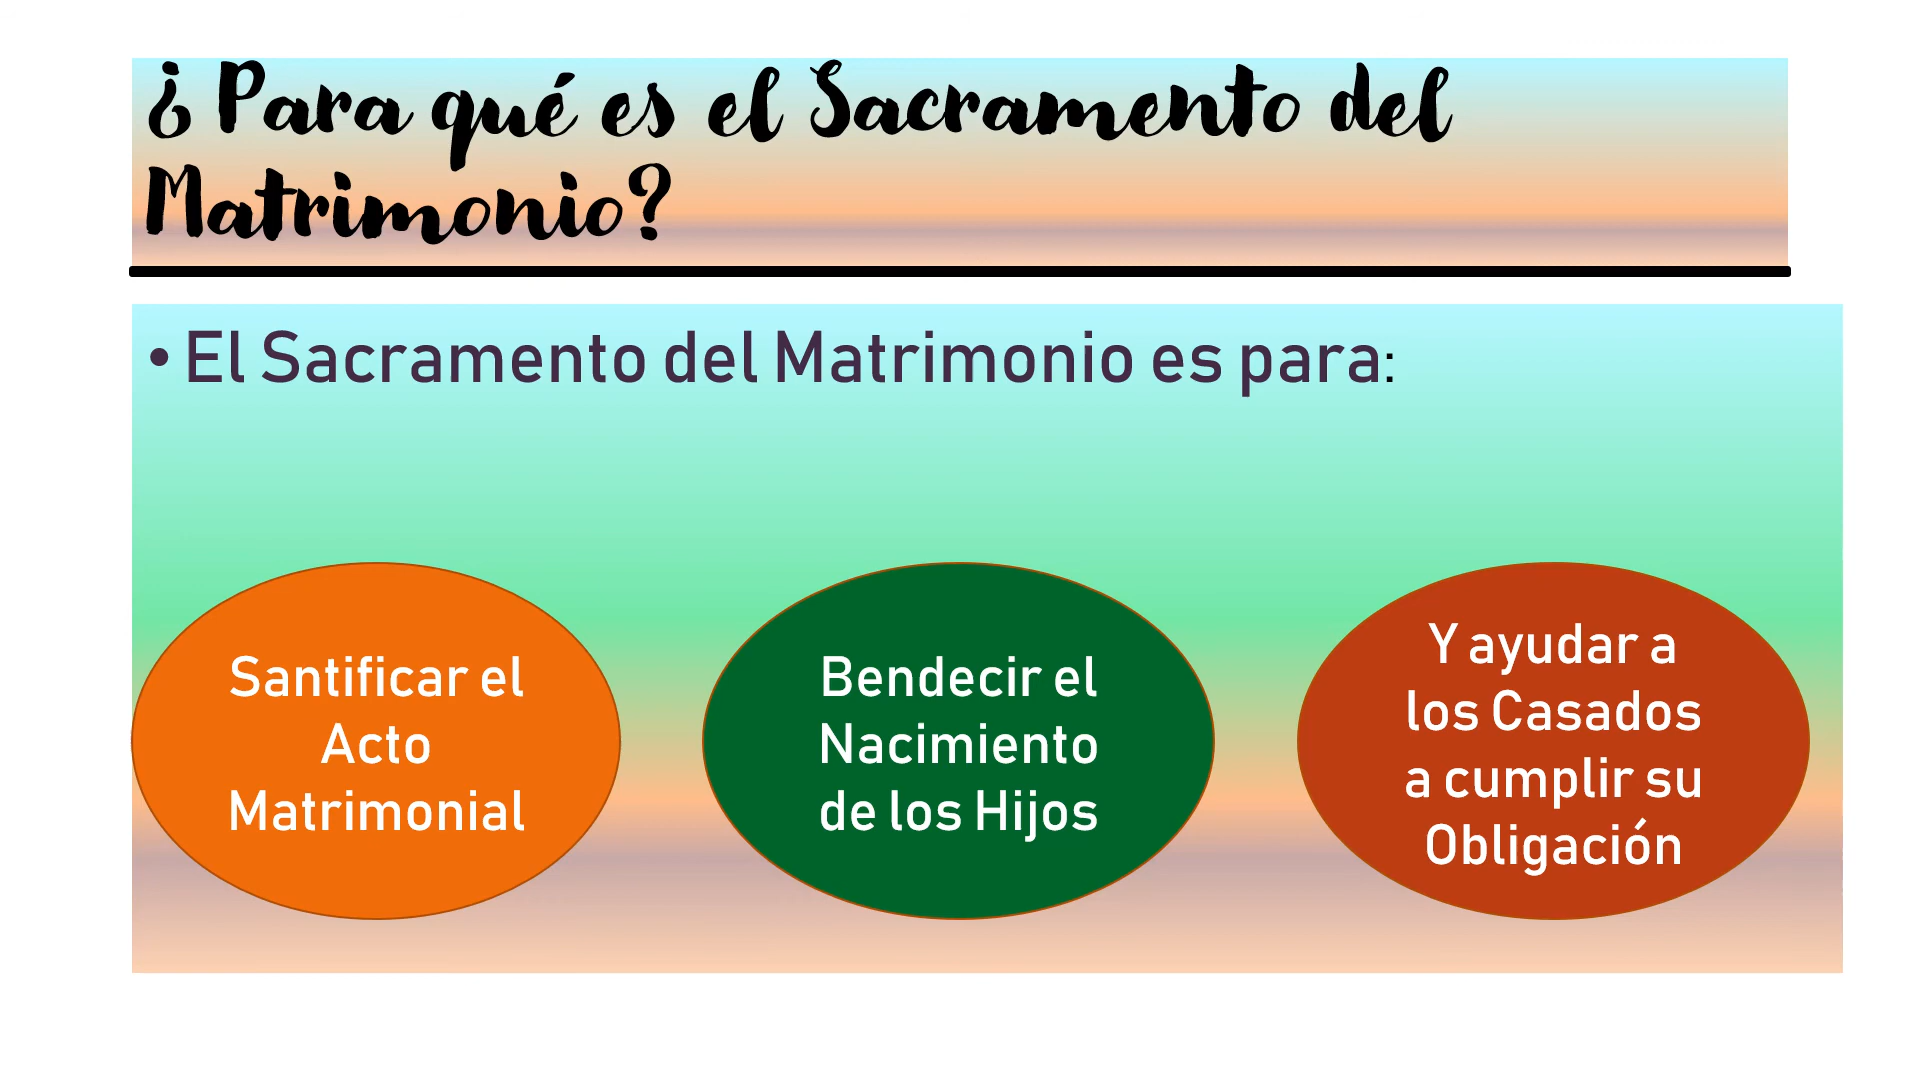 ¿ Para qué es el Sacramento del
Matrimonio?
• El Sacramento del Matrimonio es para:
Santificar el
Acto
Matrimonial
Bendecir el
Nacimiento
de los Hijos
Y ayudar a
los Casados
a cumplir su
Obligación